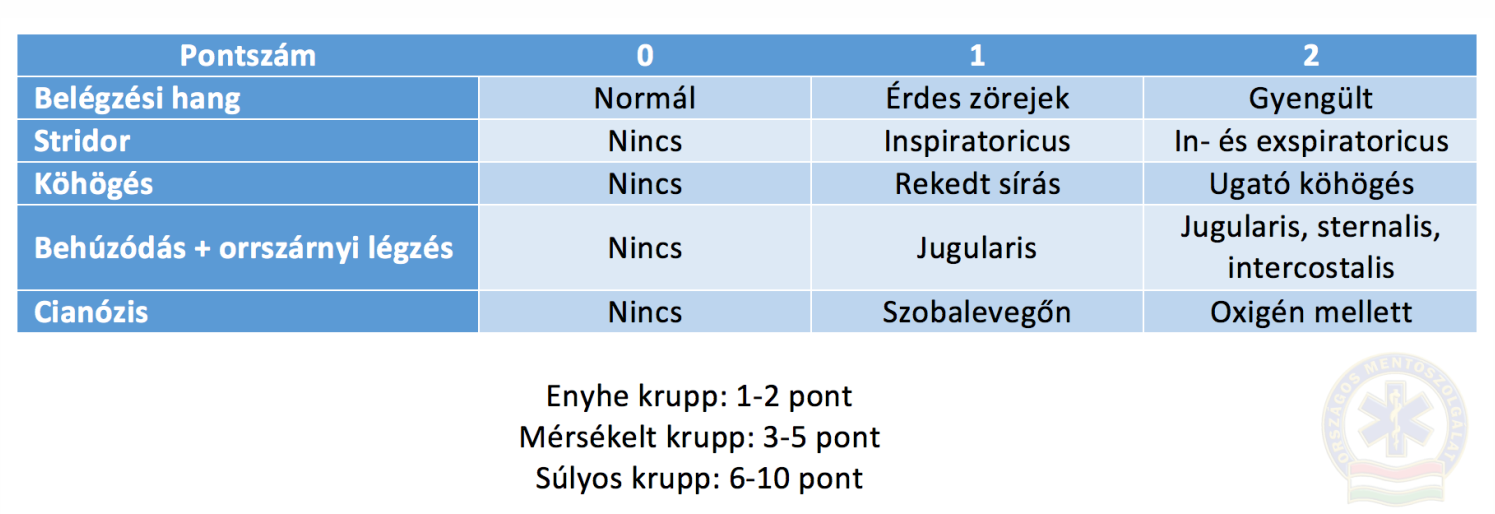 Pontszám 0 1 2
Belégzési hang Normál Érdes zörejek Gyengült
Stridor Nincs Inspiratoricus In- és exspiratoricus
Köhögés Nincs Rekedt sírás Ugató köhögés
Behúzódás + orrszárnyi légzés Nincs Jugularis Jugularis, sternalis,
intercostalis
Cianózis Nincs Szobalevegőn Oxigén mellett
Enyhe krupp: 1-2 pont
Mérsékelt krupp: 3-5 pont
Súlyos krupp: 6-10 pont
ORSZÁGOS MENTŐSZOLGÁLAT